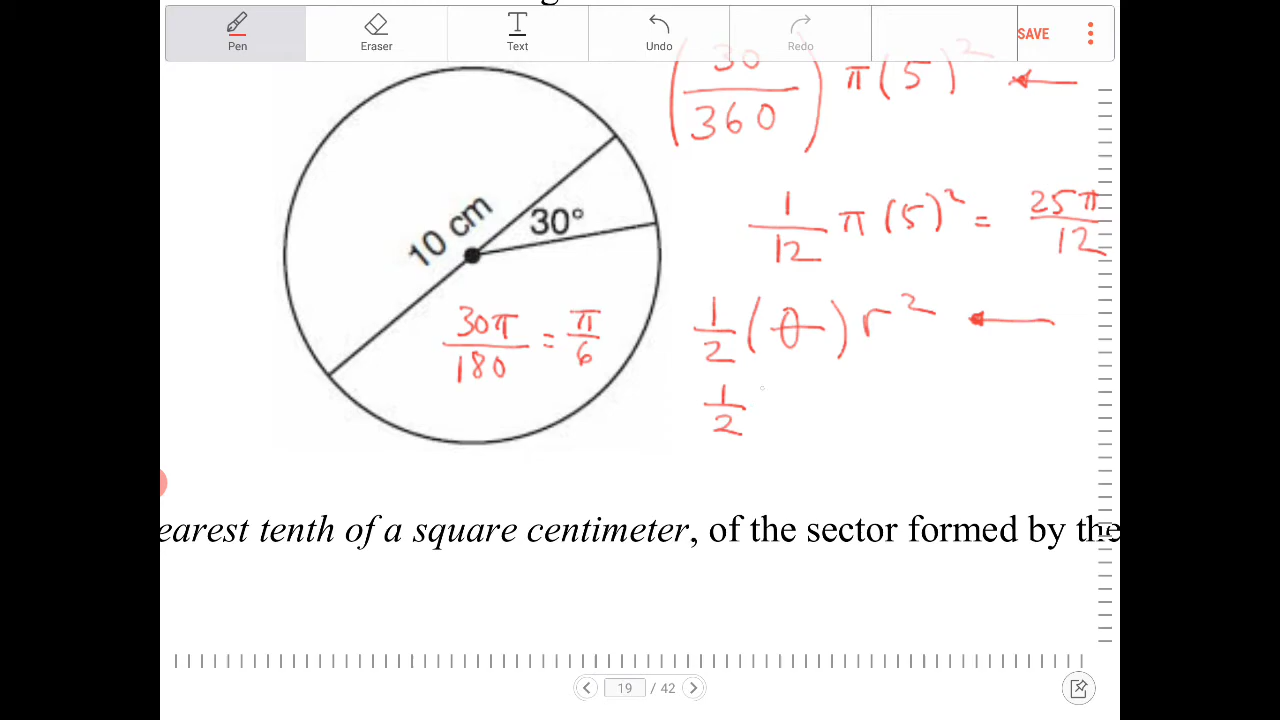 Pen Eraser Text Undo Redo SAVE
(30/360) π(5)²
1/12 π(5)² = 25π/12
10 cm
30°
30π/180 = π/6
1/2 (θ) r²
1/2
earest tenth of a square centimeter, of the sector formed by the
19 / 42